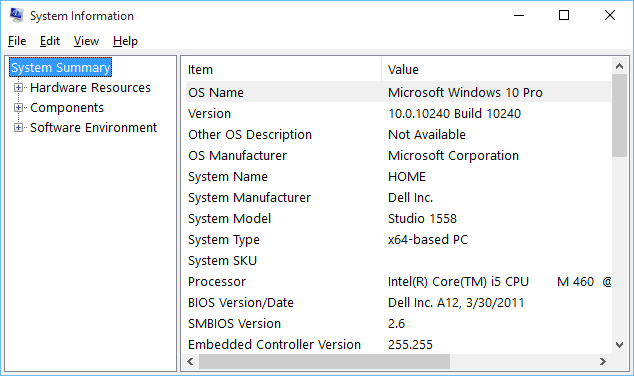 System Information
File Edit View Help
System Summary
Hardware Resources
Components
Software Environment
Item Value
OS Name Microsoft Windows 10 Pro
Version 10.0.10240 Build 10240
Other OS Description Not Available
OS Manufacturer Microsoft Corporation
System Name HOME
System Manufacturer Dell Inc.
System Model Studio 1558
System Type x64-based PC
System SKU
Processor Intel(R) Core(TM) i5 CPU M 460 @
BIOS Version/Date Dell Inc. A12, 3/30/2011
SMBIOS Version 2.6
Embedded Controller Version 255.255